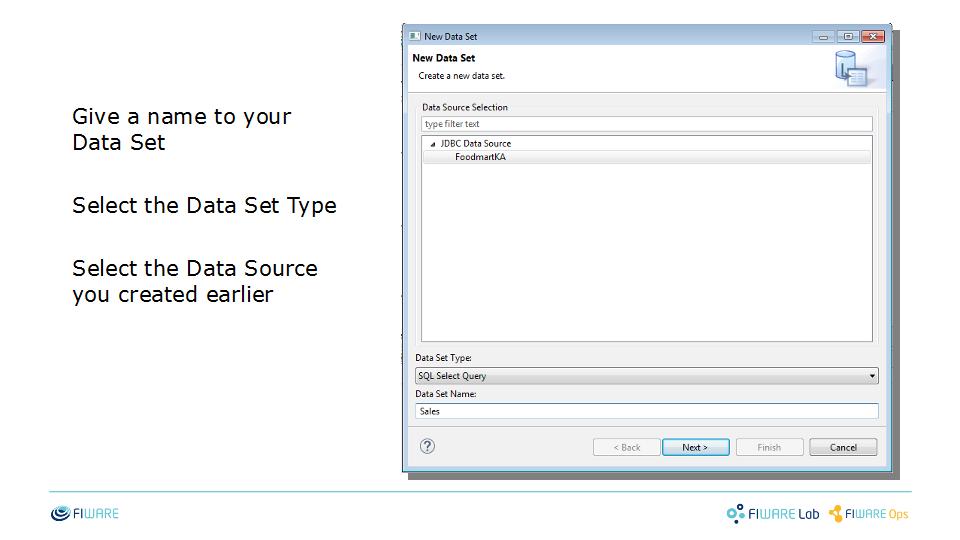 Give a name to your
Data Set
Select the Data Set Type
Select the Data Source
you created earlier
New Data Set
New Data Set
Create a new data set.
Data Source Selection
type filter text
JDBC Data Source
FoodmartKA
Data Set Type:
SQL Select Query
Data Set Name:
Sales
?
< Back
Next >
Finish
Cancel
FIWARE
FIWARE Lab
FIWARE Ops